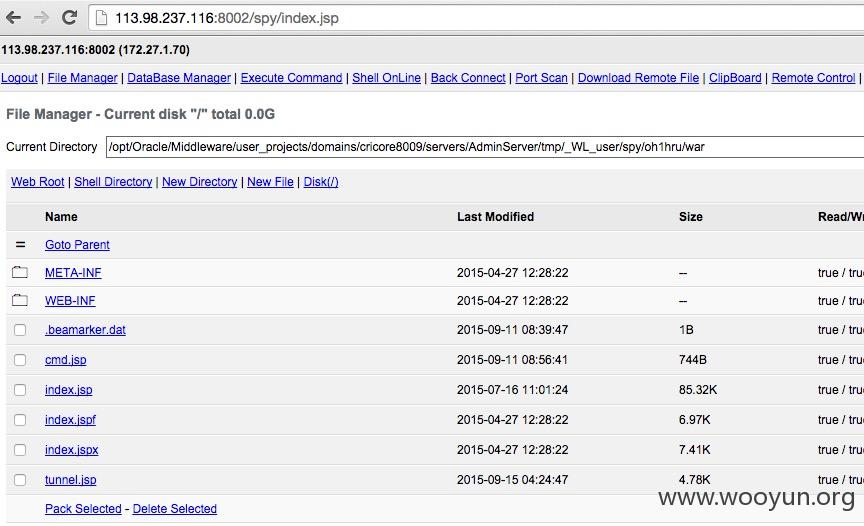 113.98.237.116:8002/spy/index.jsp
113.98.237.116:8002 (172.27.1.70)
Logout | File Manager | DataBase Manager | Execute Command | Shell OnLine | Back Connect | Port Scan | Download Remote File | ClipBoard | Remote Control |
File Manager - Current disk "/" total 0.0G
Current Directory /opt/Oracle/Middleware/user_projects/domains/cricore8009/servers/AdminServer/tmp/_WL_user/spy/oh1hru/war
Web Root | Shell Directory | New Directory | New File | Disk(/)
Name Last Modified Size Read/Wr
= Goto Parent
META-INF 2015-04-27 12:28:22 -- true / tru
WEB-INF 2015-04-27 12:28:22 -- true / tru
.beamarker.dat 2015-09-11 08:39:47 1B true / tru
cmd.jsp 2015-09-11 08:56:41 744B true / tru
index.jsp 2015-07-16 11:01:24 85.32K true / tru
index.jspf 2015-04-27 12:28:22 6.97K true / tru
index.jspx 2015-04-27 12:28:22 7.41K true / tru
tunnel.jsp 2015-09-15 04:24:47 4.78K true / tru
Pack Selected - Delete Selected
www.wooyun.org